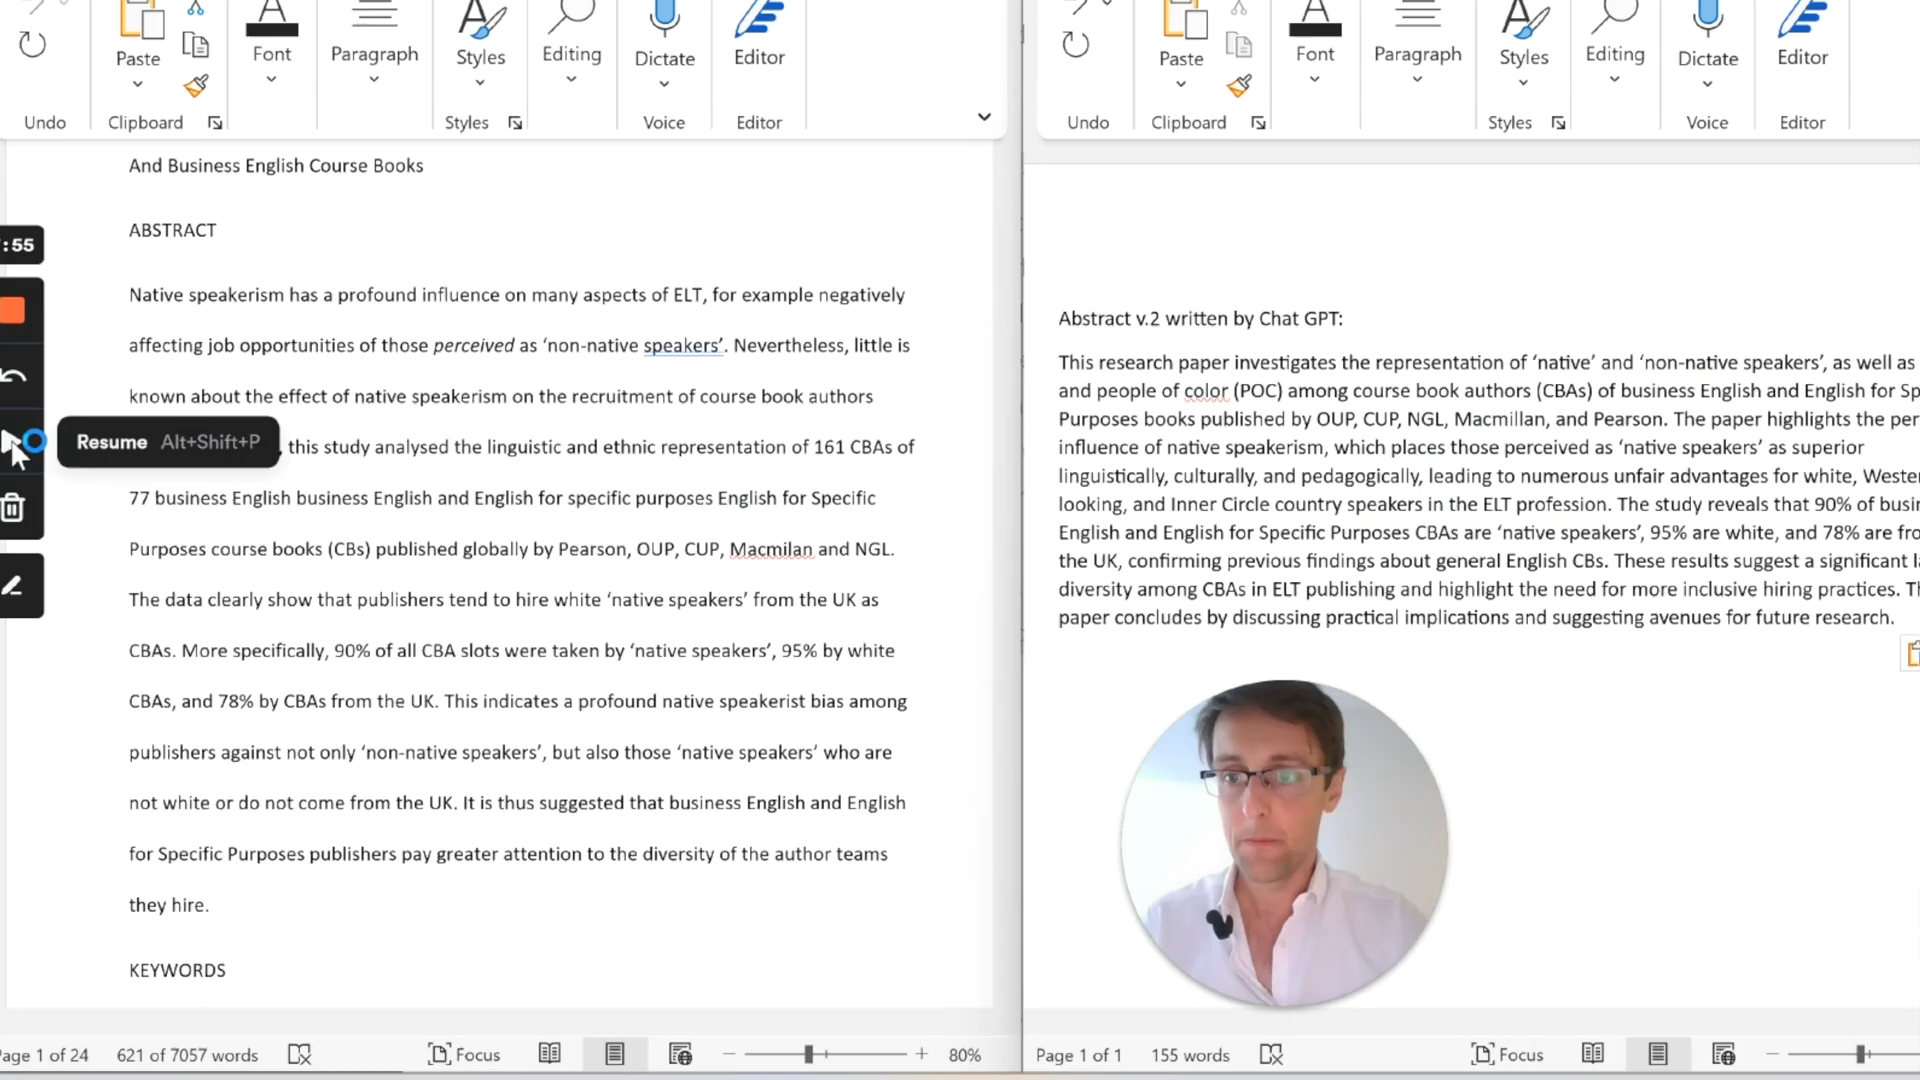 Paste
Font
Paragraph
Styles
Editing
Dictate
Editor
Undo
Clipboard
Styles
Voice
Editor
And Business English Course Books
ABSTRACT
:55
Native speakerism has a profound influence on many aspects of ELT, for example negatively
affecting job opportunities of those perceived as ‘non-native speakers’. Nevertheless, little is
known about the effect of native speakerism on the recruitment of course book authors
Resume Alt+Shift+P
, this study analysed the linguistic and ethnic representation of 161 CBAs of
77 business English business English and English for specific purposes English for Specific
Purposes course books (CBs) published globally by Pearson, OUP, CUP, Macmilan and NGL.
The data clearly show that publishers tend to hire white ‘native speakers’ from the UK as
CBAs. More specifically, 90% of all CBA slots were taken by ‘native speakers’, 95% by white
CBAs, and 78% by CBAs from the UK. This indicates a profound native speakerist bias among
publishers against not only ‘non-native speakers’, but also those ‘native speakers’ who are
not white or do not come from the UK. It is thus suggested that business English and English
for Specific Purposes publishers pay greater attention to the diversity of the author teams
they hire.
KEYWORDS
age 1 of 24
621 of 7057 words
Focus
80%
Paste
Font
Paragraph
Styles
Editing
Dictate
Editor
Undo
Clipboard
Styles
Voice
Editor
Abstract v.2 written by Chat GPT:
This research paper investigates the representation of ‘native’ and ‘non-native speakers’, as well as
and people of color (POC) among course book authors (CBAs) of business English and English for Sp
Purposes books published by OUP, CUP, NGL, Macmillan, and Pearson. The paper highlights the per
influence of native speakerism, which places those perceived as ‘native speakers’ as superior
linguistically, culturally, and pedagogically, leading to numerous unfair advantages for white, Weste
looking, and Inner Circle country speakers in the ELT profession. The study reveals that 90% of busi
English and English for Specific Purposes CBAs are ‘native speakers’, 95% are white, and 78% are fro
the UK, confirming previous findings about general English CBs. These results suggest a significant l
diversity among CBAs in ELT publishing and highlight the need for more inclusive hiring practices. T
paper concludes by discussing practical implications and suggesting avenues for future research.
Page 1 of 1
155 words
Focus